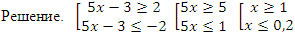 Решение. [5x − 3 ≥ 2 [5x ≥ 5 [x ≥ 1
5x − 3 ≤ −2 5x ≤ 1 x ≤ 0,2